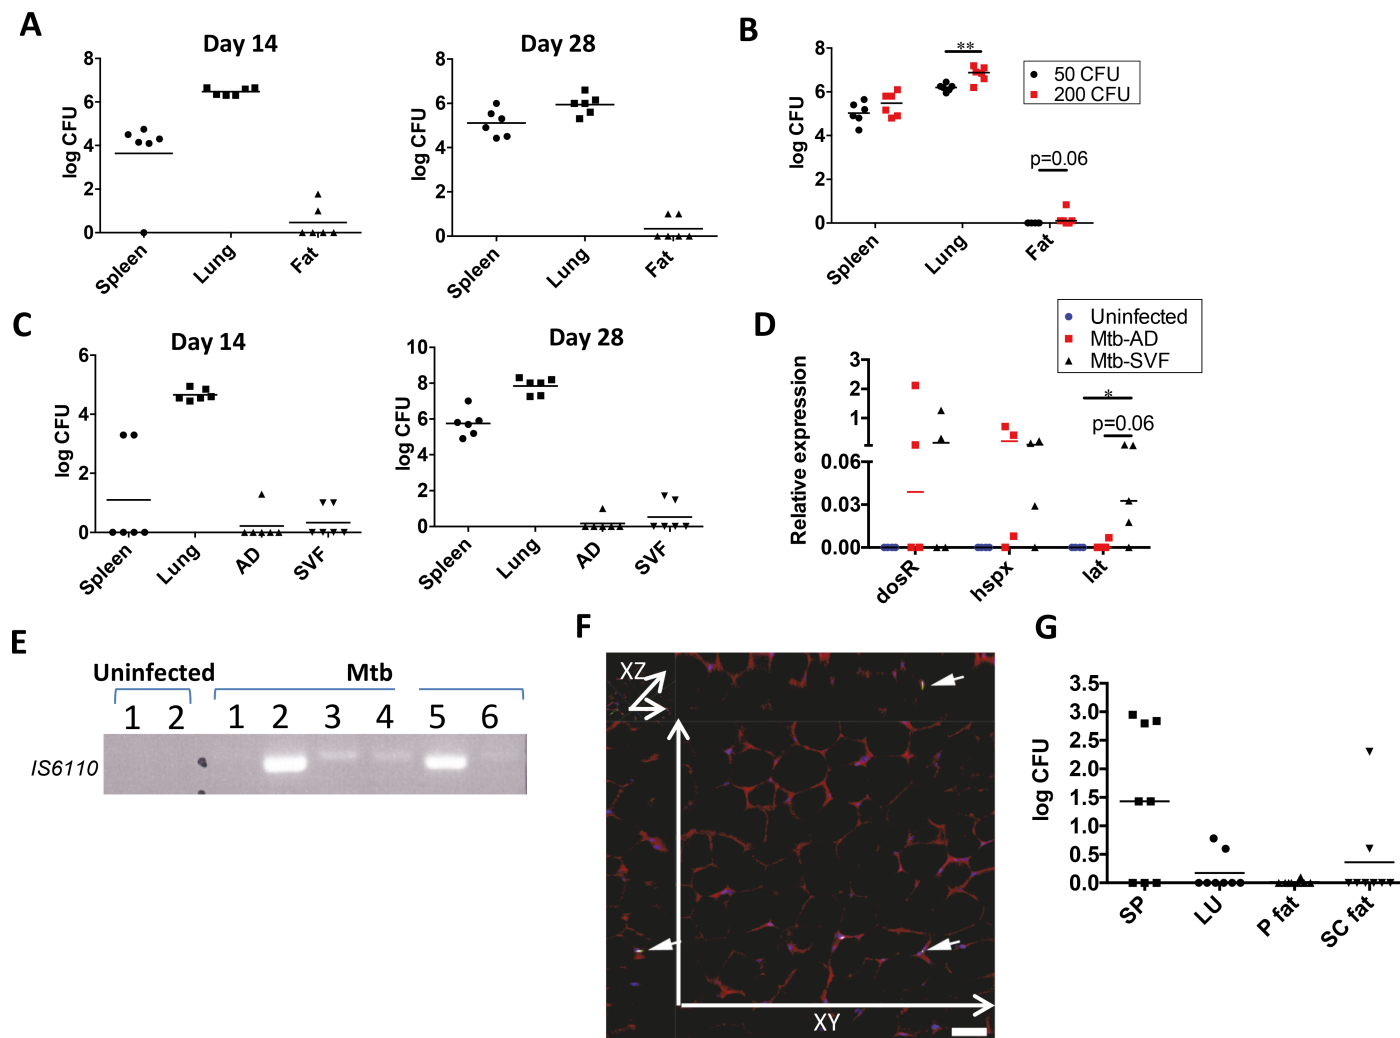 A
Day 14
log CFU
8
6
4
2
0
Spleen
Lung
Fat
Day 28
log CFU
8
6
4
2
0
Spleen
Lung
Fat
B
log CFU
8
6
4
2
0
**
p=0.06
Spleen
Lung
Fat
50 CFU
200 CFU
C
Day 14
log CFU
6
4
2
0
Spleen
Lung
AD
SVF
Day 28
log CFU
10
8
6
4
2
0
Spleen
Lung
AD
SVF
D
Uninfected
Mtb-AD
Mtb-SVF
Relative expression
3
2
1
0.06
0.03
0.00
*
p=0.06
dosR
hspx
lat
E
Uninfected Mtb
1 2 1 2 3 4 5 6
IS6110
F
XZ
XY
G
log CFU
3.5
3.0
2.5
2.0
1.5
1.0
0.5
0.0
SP
LU
P fat
SC fat